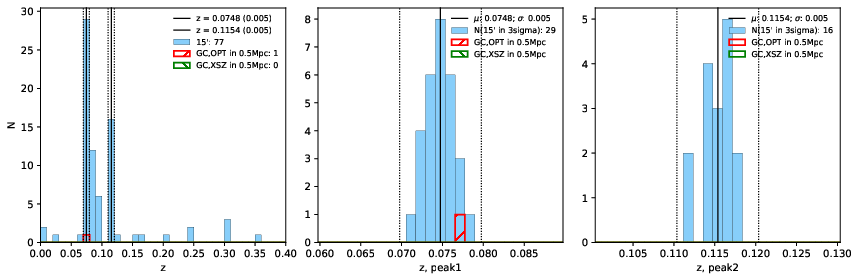 z = 0.0748 (0.005)
z = 0.1154 (0.005)
15': 77
GC,OPT in 0.5Mpc: 1
GC,XSZ in 0.5Mpc: 0
N
30
25
20
15
10
5
0
0.00 0.05 0.10 0.15 0.20 0.25 0.30 0.35 0.40
z
μ: 0.0748; σ: 0.005
N(15' in 3sigma): 29
GC,OPT in 0.5Mpc
GC,XSZ in 0.5Mpc
8
7
6
5
4
3
2
1
0
0.060 0.065 0.070 0.075 0.080 0.085
z, peak1
μ: 0.1154; σ: 0.005
N(15' in 3sigma): 16
GC,OPT in 0.5Mpc
GC,XSZ in 0.5Mpc
5
4
3
2
1
0
0.105 0.110 0.115 0.120 0.125 0.130
z, peak2